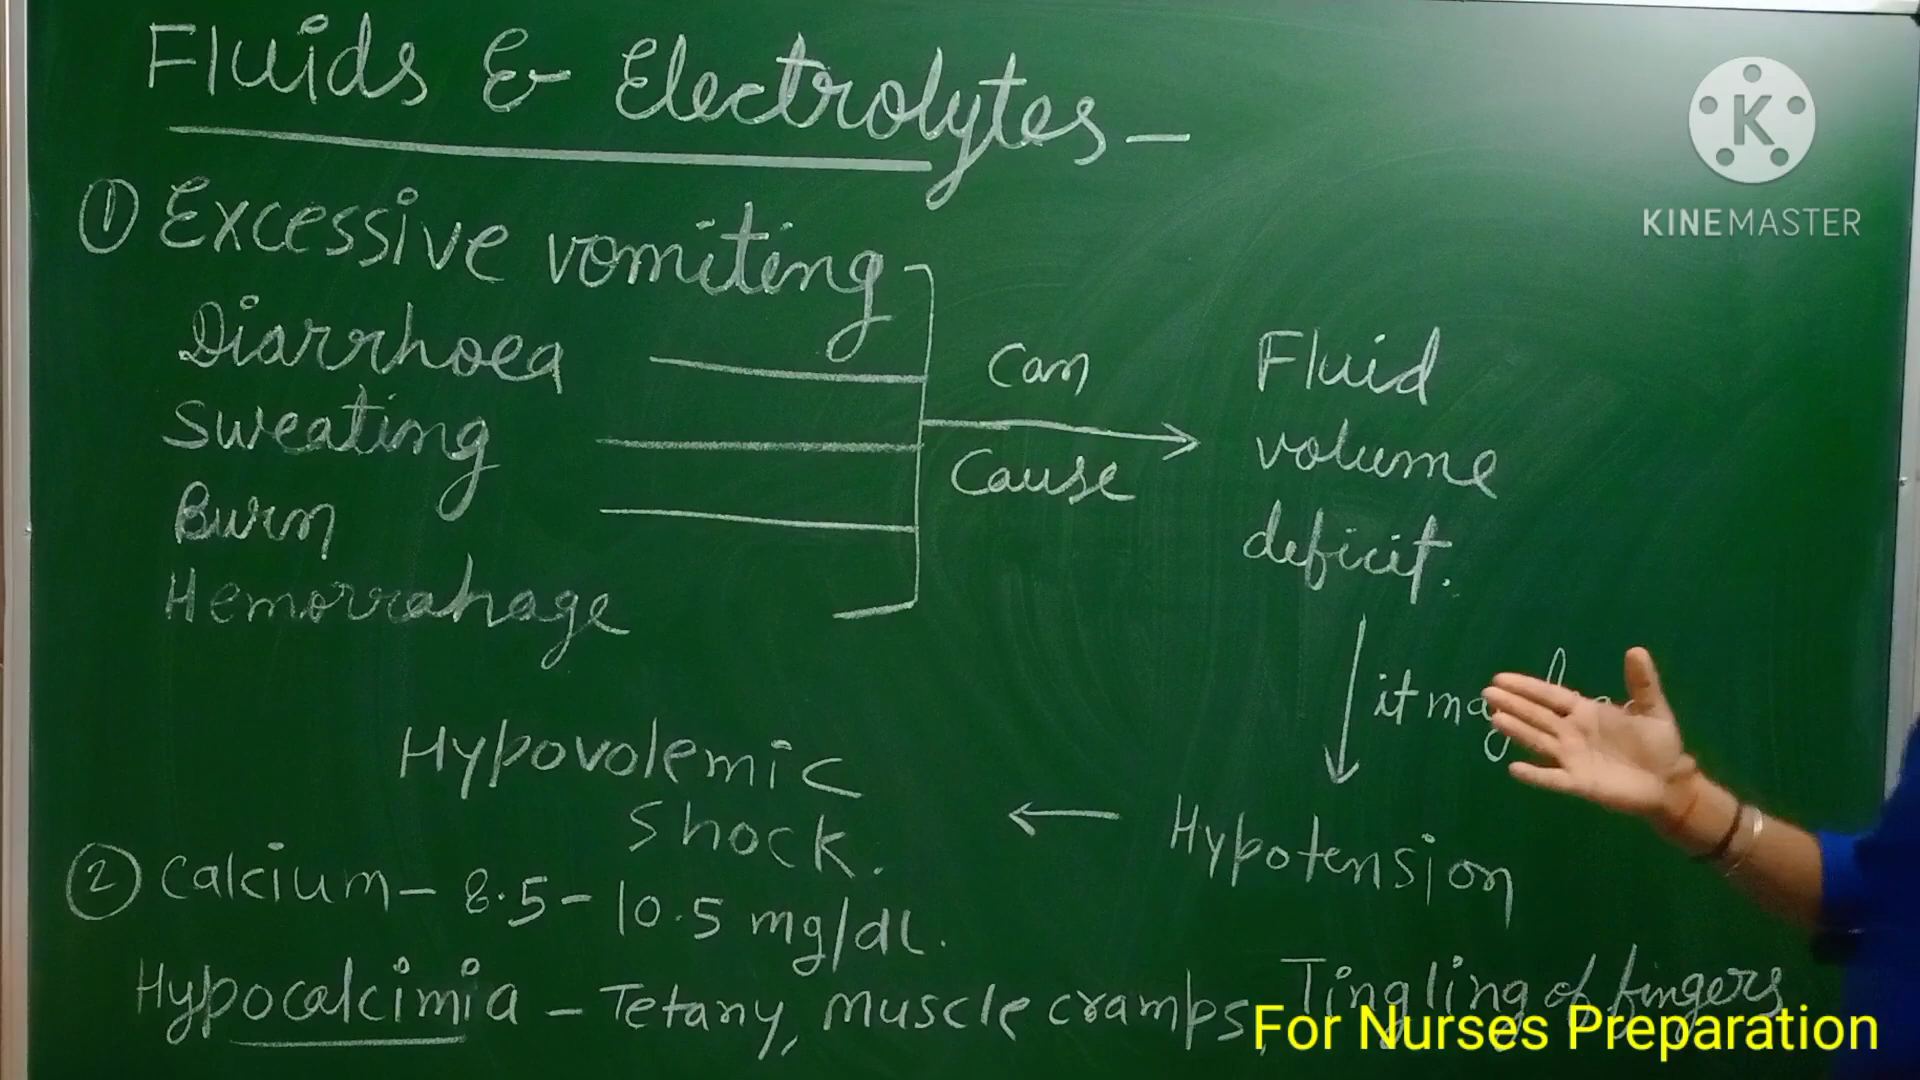 Fluids & Electrolytes -
① Excessive vomiting
Diarrhoea
Sweating
Burn
Hemorrahage
Can
Cause
Fluid
volume
deficit.
it may
Hypotension
Hypovolemic
Shock.
② Calcium - 8.5 - 10.5 mg/dl.
Hypocalcimia - Tetany, Muscle cramps, Tingling of fingers
K
KINEMASTER
For Nurses Preparation